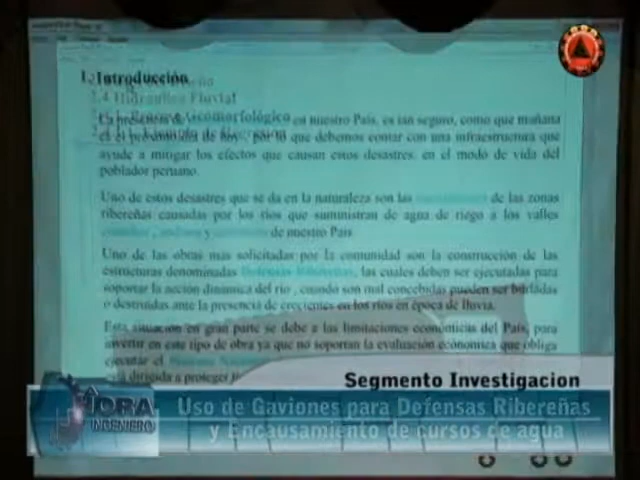 1. Introducción
2.4 Hidráulica Fluvial
en nuestro País, es tan seguro, como que mañana
por lo que debemos contar con una infraestructura que
ayude a mitigar los efectos que causan estos desastres, en el modo de vida del
poblador peruano.
Uno de estos desastres que se da en la naturaleza son las de las zonas
ribereñas causadas por los ríos que suministran de agua de riego a los valles
de nuestro País
Uno de las obras más solicitadas por la comunidad son la construcción de las
estructuras denominadas Defensas Ribereñas, las cuales deben ser ejecutadas para
soportar la acción dinámica del río , cuando son mal concebidas pueden ser burladas
o destruidas ante la presencia de crecientes en los ríos en época de lluvia.
Esta situación en gran parte se debe a las limitaciones económicas del País, para
invertir en este tipo de obra ya que no soportan la evaluación económica que obliga
ejecutar el
dirigida a proteger
Segmento Investigacion
HORA
INGENIERO
Uso de Gaviones para Defensas Ribereñas
y Encausamiento de cursos de agua